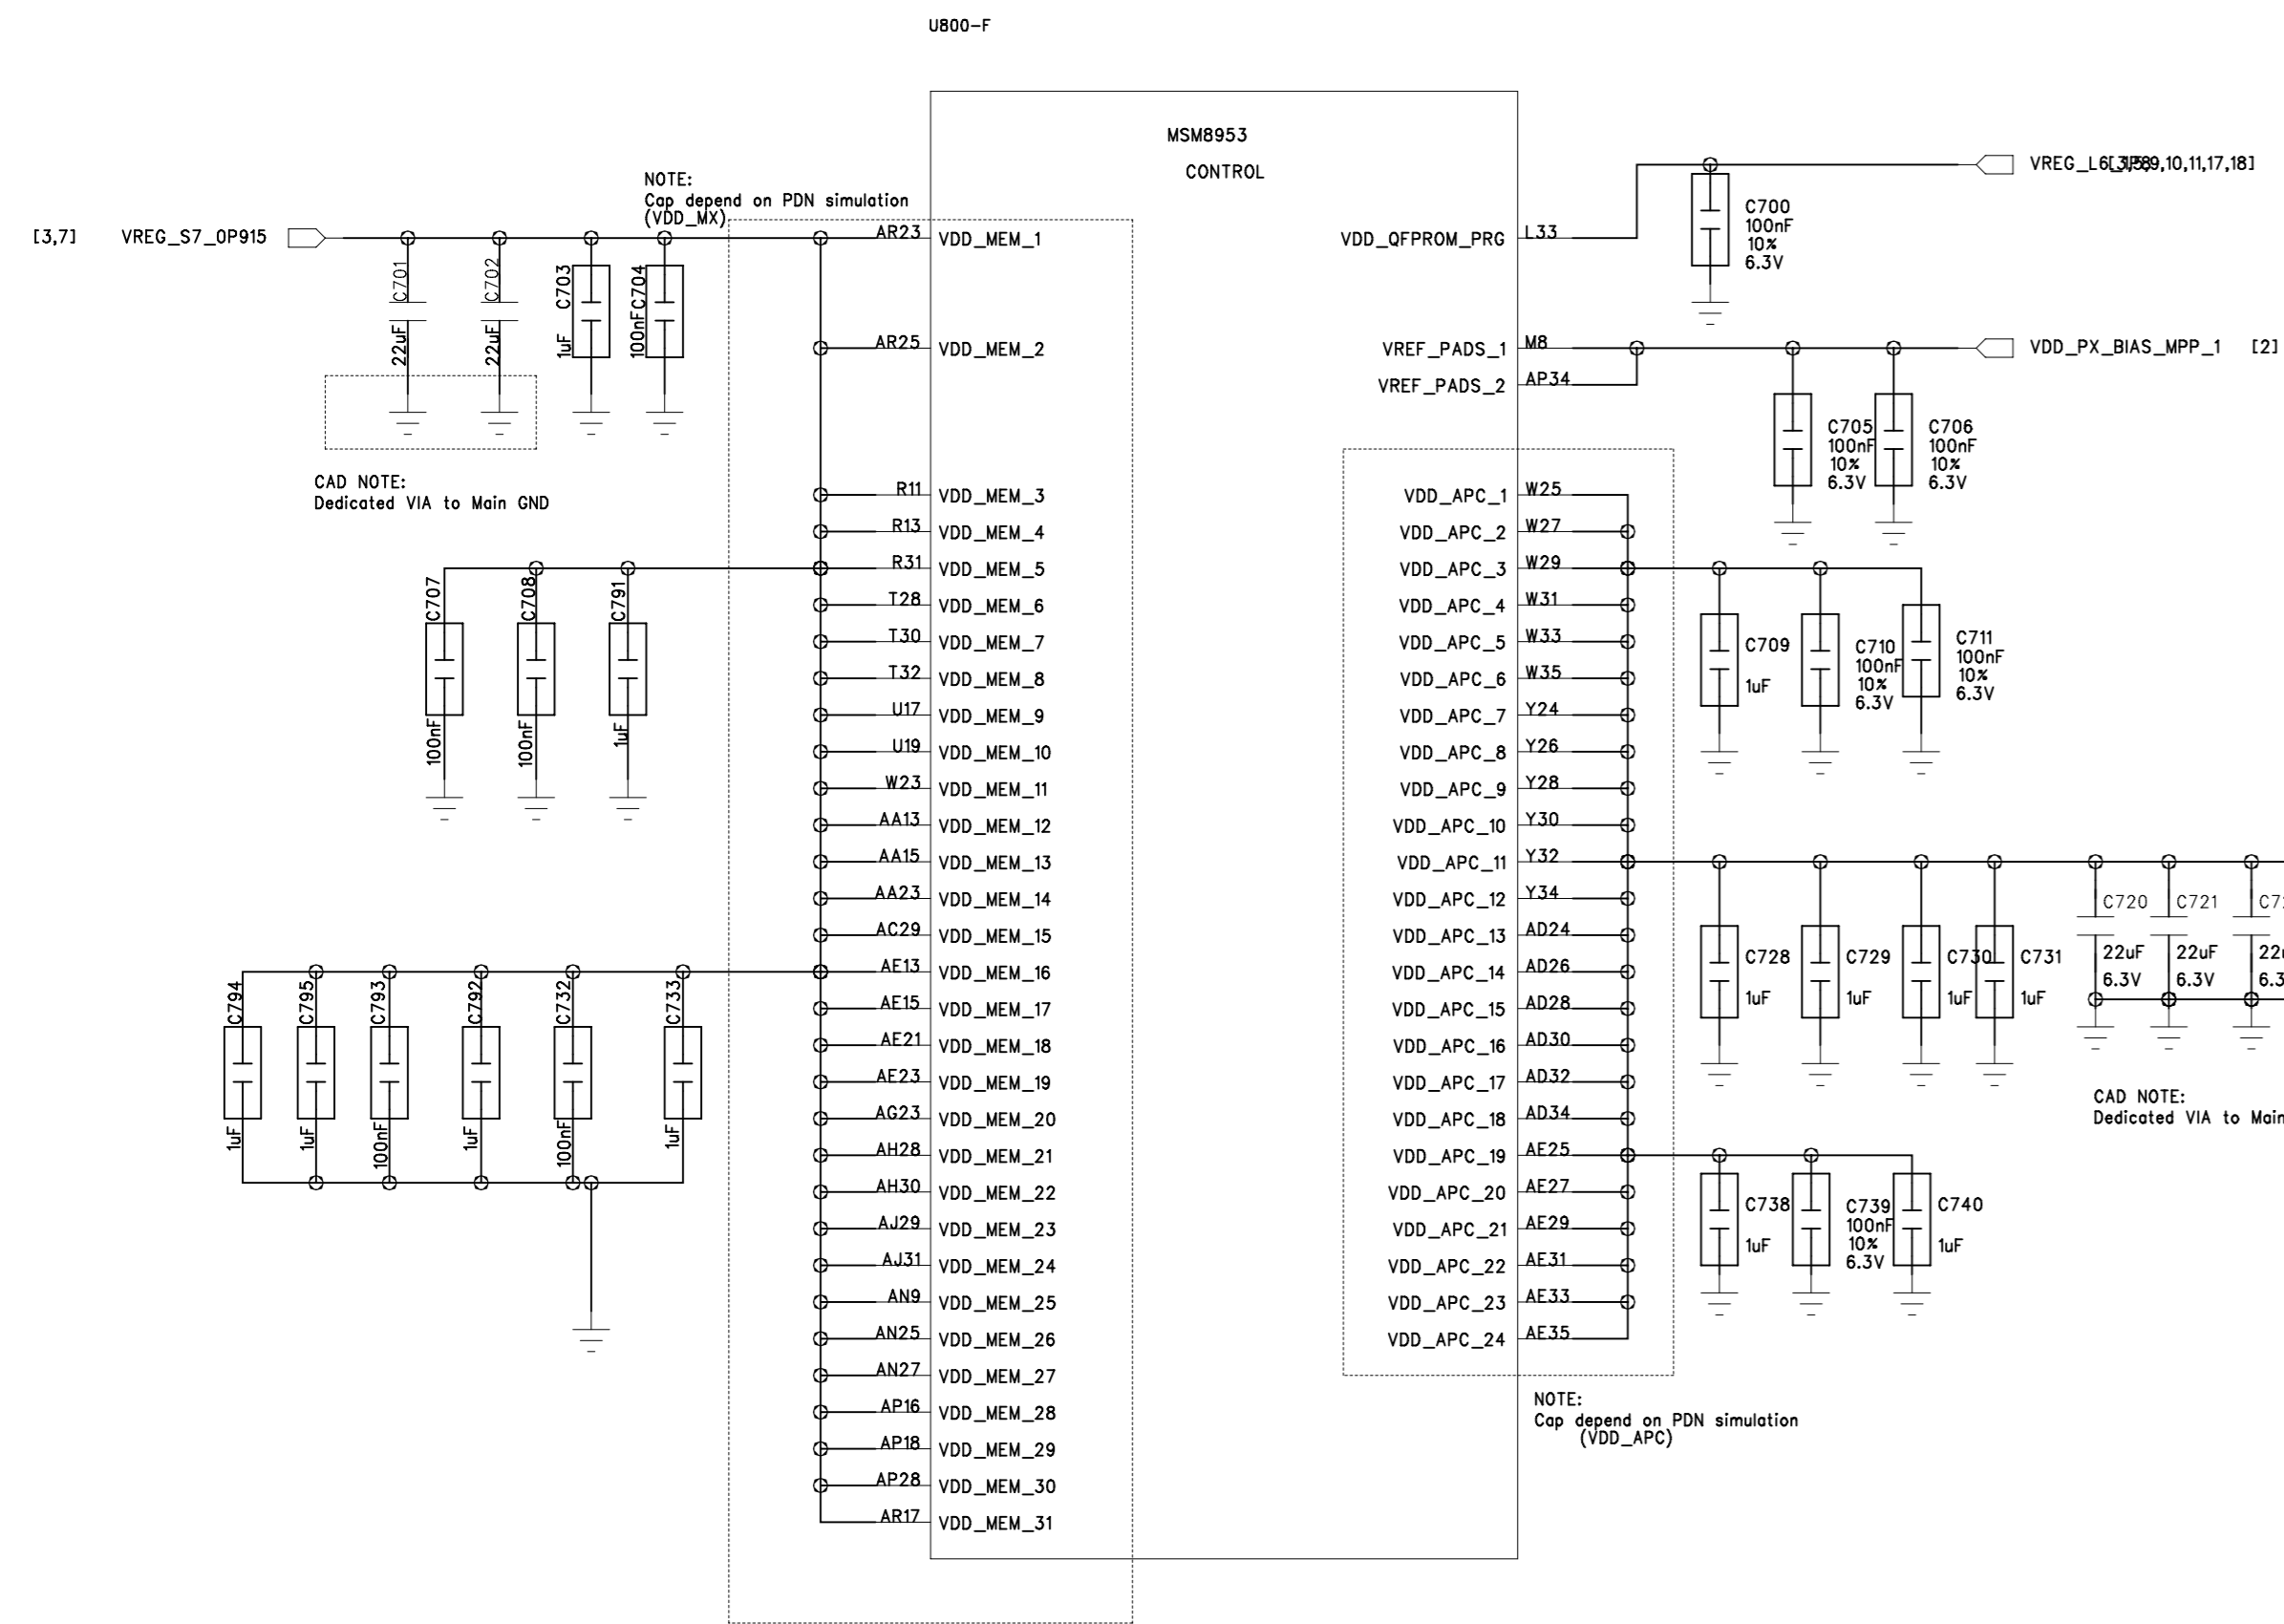 U800-F
MSM8953
CONTROL
NOTE:
Cap depend on PDN simulation
(VDD_MX)
[3,7] VREG_S7_0P915
C701
22uF
C702
22uF
C703
1uF
C704
100nF
CAD NOTE:
Dedicated VIA to Main GND
C707
100nF
C708
100nF
C791
1uF
C794
1uF
C795
1uF
C793
100nF
C792
1uF
C732
100nF
C733
1uF
AR23 VDD_MEM_1
AR25 VDD_MEM_2
R11 VDD_MEM_3
R13 VDD_MEM_4
R31 VDD_MEM_5
T28 VDD_MEM_6
T30 VDD_MEM_7
T32 VDD_MEM_8
U17 VDD_MEM_9
U19 VDD_MEM_10
W23 VDD_MEM_11
AA13 VDD_MEM_12
AA15 VDD_MEM_13
AA23 VDD_MEM_14
AC29 VDD_MEM_15
AE13 VDD_MEM_16
AE15 VDD_MEM_17
AE21 VDD_MEM_18
AE23 VDD_MEM_19
AG23 VDD_MEM_20
AH28 VDD_MEM_21
AH30 VDD_MEM_22
AJ29 VDD_MEM_23
AJ31 VDD_MEM_24
AN9 VDD_MEM_25
AN25 VDD_MEM_26
AN27 VDD_MEM_27
AP16 VDD_MEM_28
AP18 VDD_MEM_29
AP28 VDD_MEM_30
AR17 VDD_MEM_31
VDD_QFPROM_PRG L33
VREF_PADS_1 M8
VREF_PADS_2 AP34
VDD_APC_1 W25
VDD_APC_2 W27
VDD_APC_3 W29
VDD_APC_4 W31
VDD_APC_5 W33
VDD_APC_6 W35
VDD_APC_7 Y24
VDD_APC_8 Y26
VDD_APC_9 Y28
VDD_APC_10 Y30
VDD_APC_11 Y32
VDD_APC_12 Y34
VDD_APC_13 AD24
VDD_APC_14 AD26
VDD_APC_15 AD28
VDD_APC_16 AD30
VDD_APC_17 AD32
VDD_APC_18 AD34
VDD_APC_19 AE25
VDD_APC_20 AE27
VDD_APC_21 AE29
VDD_APC_22 AE31
VDD_APC_23 AE33
VDD_APC_24 AE35
NOTE:
Cap depend on PDN simulation
(VDD_APC)
C700
100nF
10%
6.3V
VDD_PX_BIAS_MPP_1 [2]
C705
100nF
10%
6.3V
C706
100nF
10%
6.3V
C709
1uF
C710
100nF
10%
6.3V
C711
100nF
10%
6.3V
C728
1uF
C729
1uF
C730
1uF
C731
1uF
C720
22uF
6.3V
C721
22uF
6.3V
CAD NOTE:
Dedicated VIA to Main
C738
1uF
C739
100nF
10%
6.3V
C740
1uF